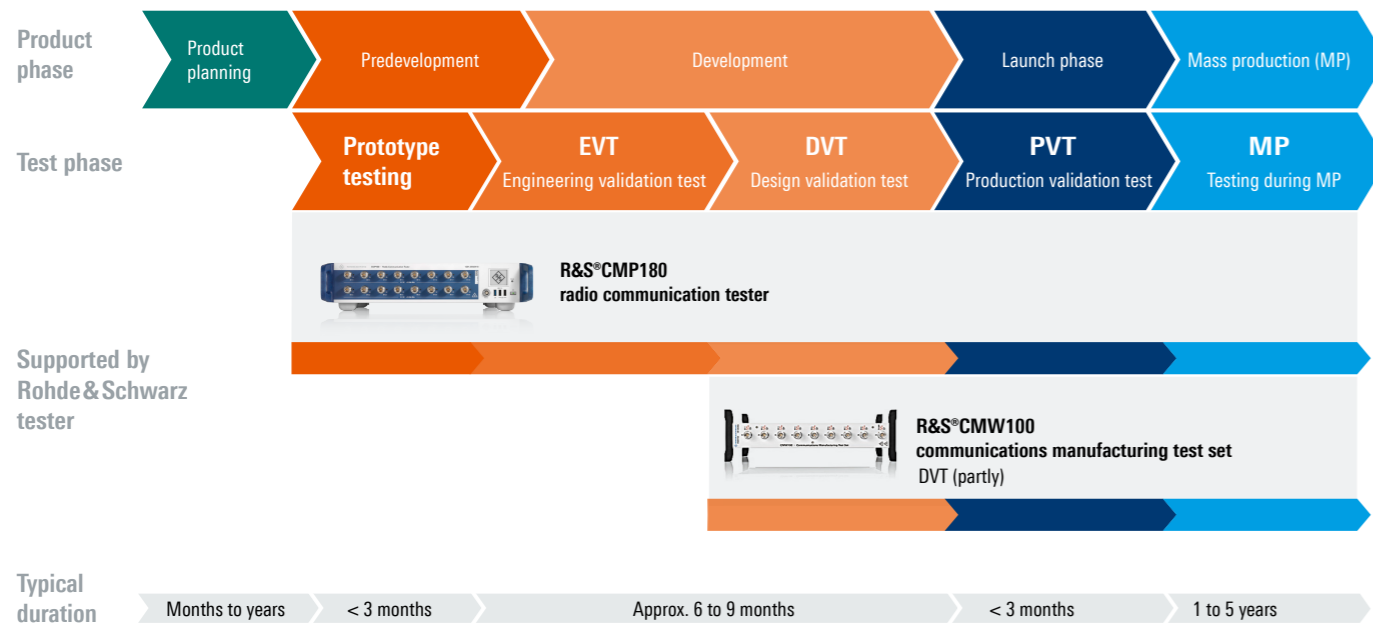 Product
phase
Product
planning
Predevelopment
Development
Launch phase
Mass production (MP)
Test phase
Prototype
testing
EVT
Engineering validation test
DVT
Design validation test
PVT
Production validation test
MP
Testing during MP
R&S®CMP180
radio communication tester
Supported by
Rohde&Schwarz
tester
R&S®CMW100
communications manufacturing test set
DVT (partly)
Typical
duration
Months to years
< 3 months
Approx. 6 to 9 months
< 3 months
1 to 5 years